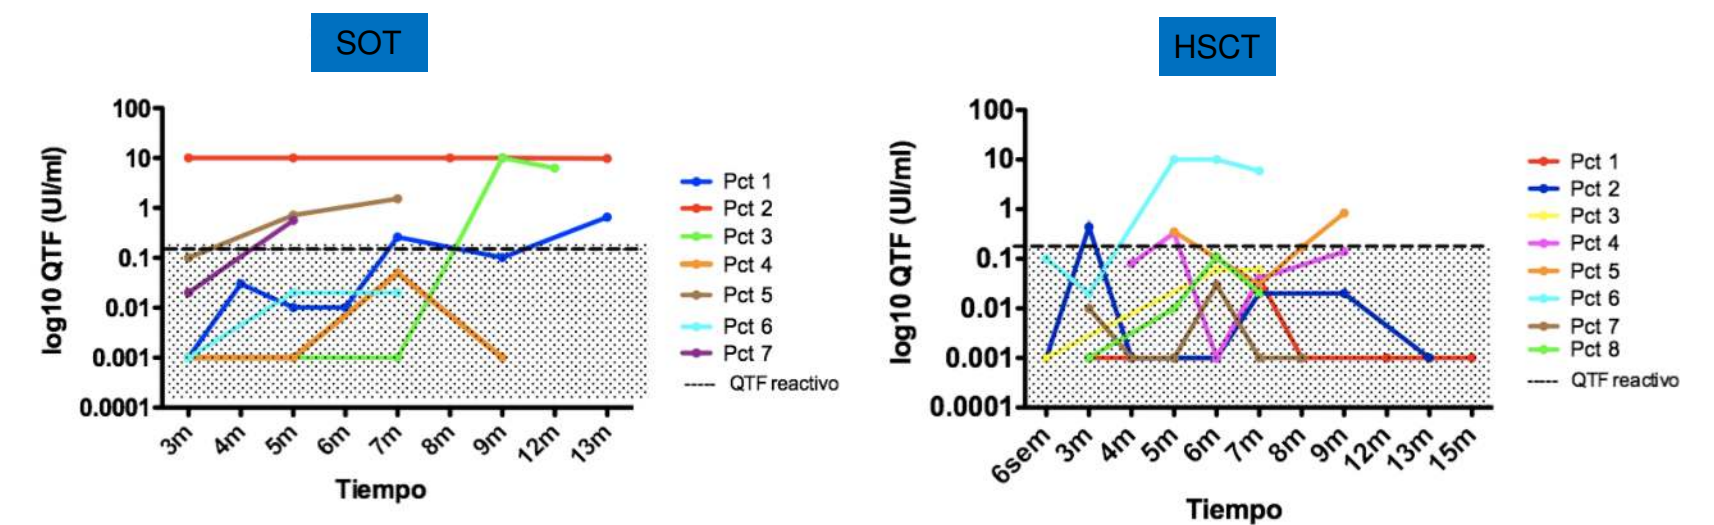 SOT
log10 QTF (UI/ml)
100
10
1
0.1
0.01
0.001
0.0001
3m
4m
5m
6m
7m
8m
9m
12m
13m
Tiempo
Pct 1
Pct 2
Pct 3
Pct 4
Pct 5
Pct 6
Pct 7
QTF reactivo
HSCT
log10 QTF (UI/ml)
100
10
1
0.1
0.01
0.001
0.0001
6sem
3m
4m
5m
6m
7m
8m
9m
12m
13m
15m
Tiempo
Pct 1
Pct 2
Pct 3
Pct 4
Pct 5
Pct 6
Pct 7
Pct 8
QTF reactivo